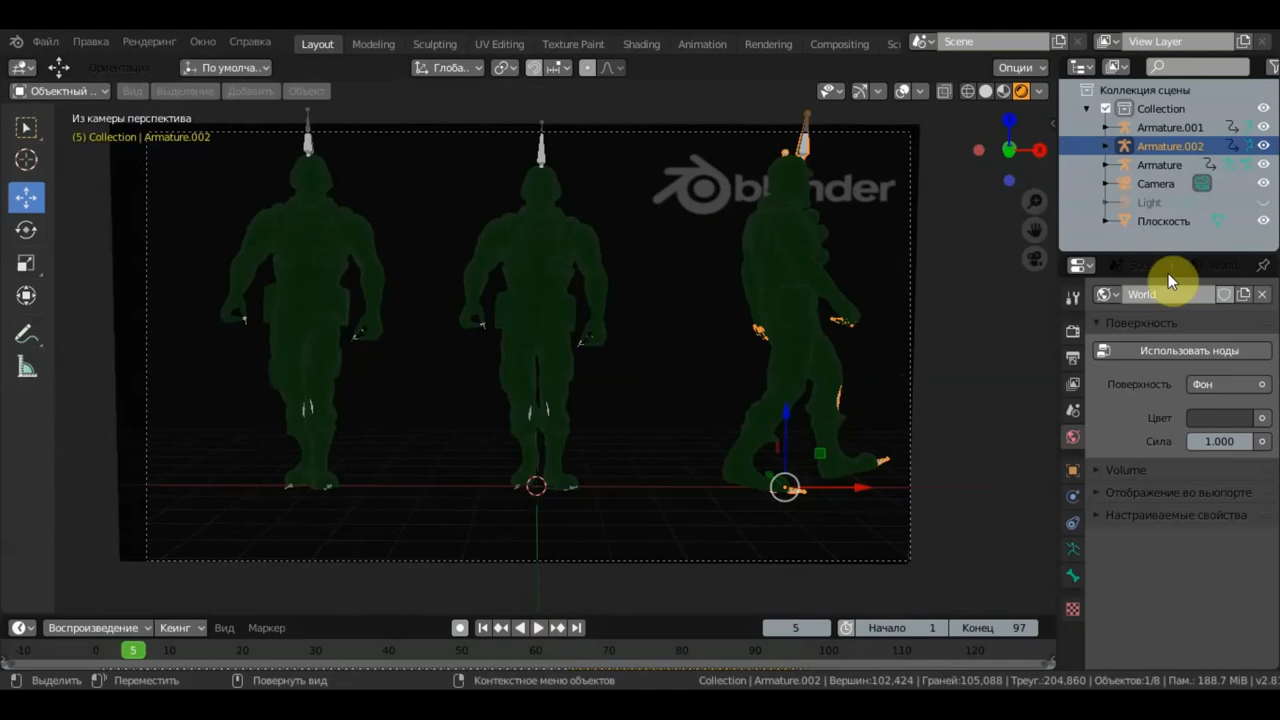 Файл Правка Рендеринг Окно Справка Layout Modeling Sculpting UV Editing Texture Paint Shading Animation Rendering Compositing Sc Scene View Layer
Ориентация По умолча.. Глоба.. Опции
Объектный .. Вид Выделение Добавить Объект
Из камеры перспектива
(5) Collection | Armature.002
blender
Коллекция сцены
Collection
Armature.001
Armature.002
Armature
Camera
Light
Плоскость
World
Поверхность
Использовать ноды
Поверхность Фон
Цвет
Сила 1.000
Volume
Отображение во вьюпорте
Настраиваемые свойства
Воспроизведение Кеинг Вид Маркер 5 Начало 1 Конец 97
-10 0 5 10 20 30 40 50 60 70 80 90 100 110 120
Выделить Переместить Повернуть вид Контекстное меню объектов Collection | Armature.002 | Вершин:102,424 | Граней:105,088 | Треуг.:204,860 | Объекты:1/8 | Пам.: 188.7 MiB | v2.8